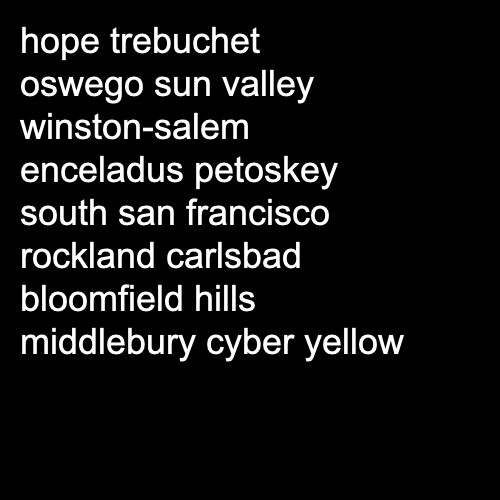 hope trebuchet
oswego sun valley
winston-salem
enceladus petoskey
south san francisco
rockland carlsbad
bloomfield hills
middlebury cyber yellow